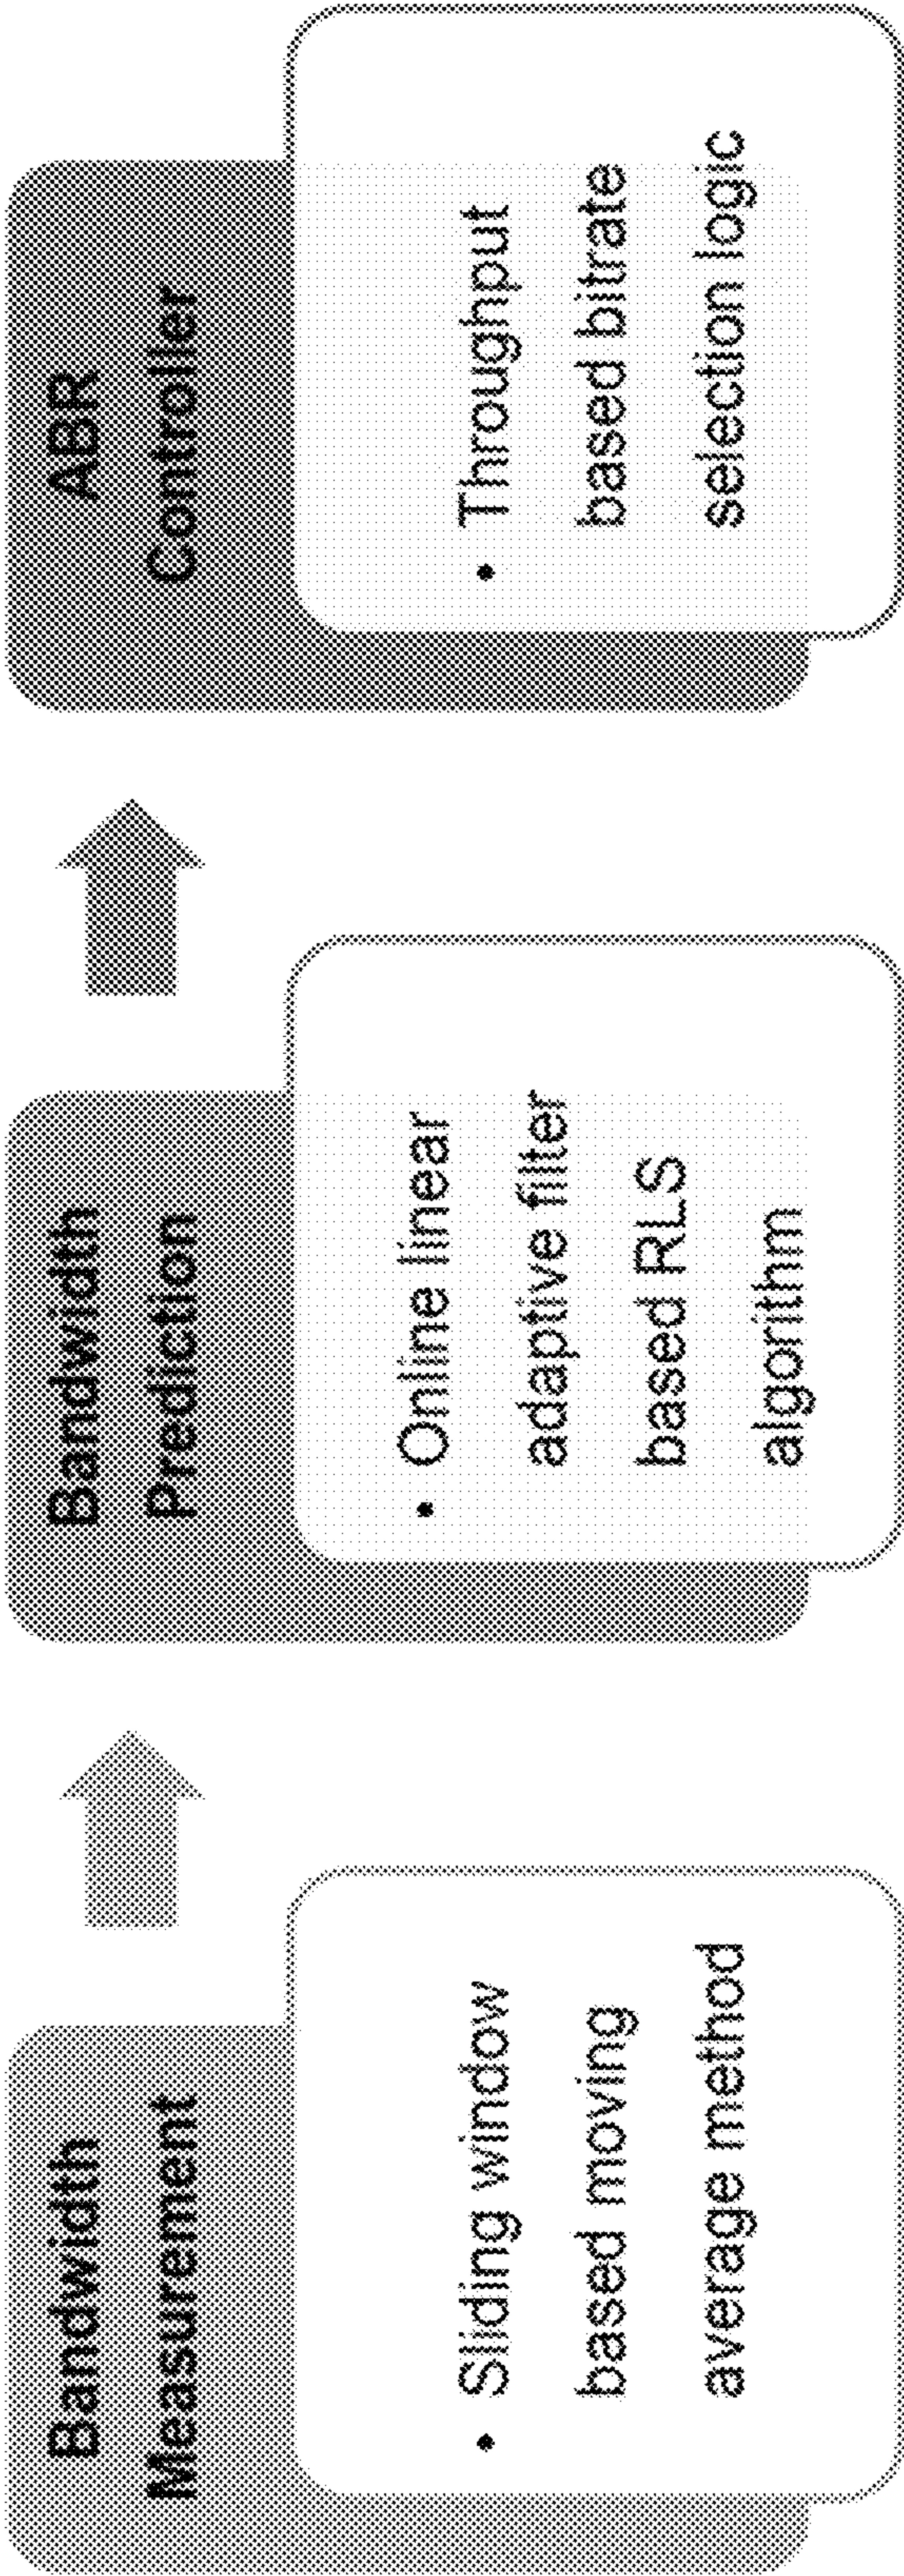 Bandwidth
Measurement
• Sliding window
based moving
average method
Bandwidth
Prediction
• Online linear
adaptive filter
based RLS
algorithm
ABR
Controller
• Throughput
based bitrate
selection logic